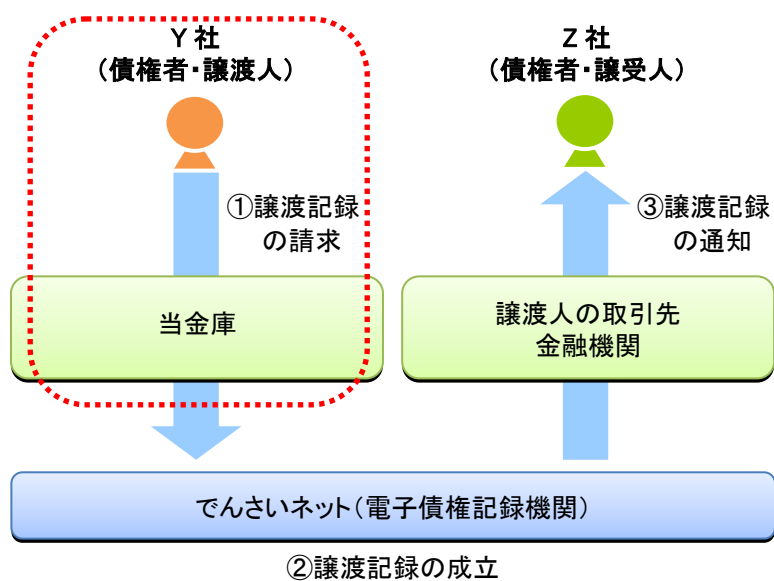 Y社
(債権者・譲渡人)
Z社
(債権者・譲受人)
①譲渡記録
の請求
③譲渡記録
の通知
当金庫
譲渡人の取引先
金融機関
でんさいネット(電子債権記録機関)
②譲渡記録の成立